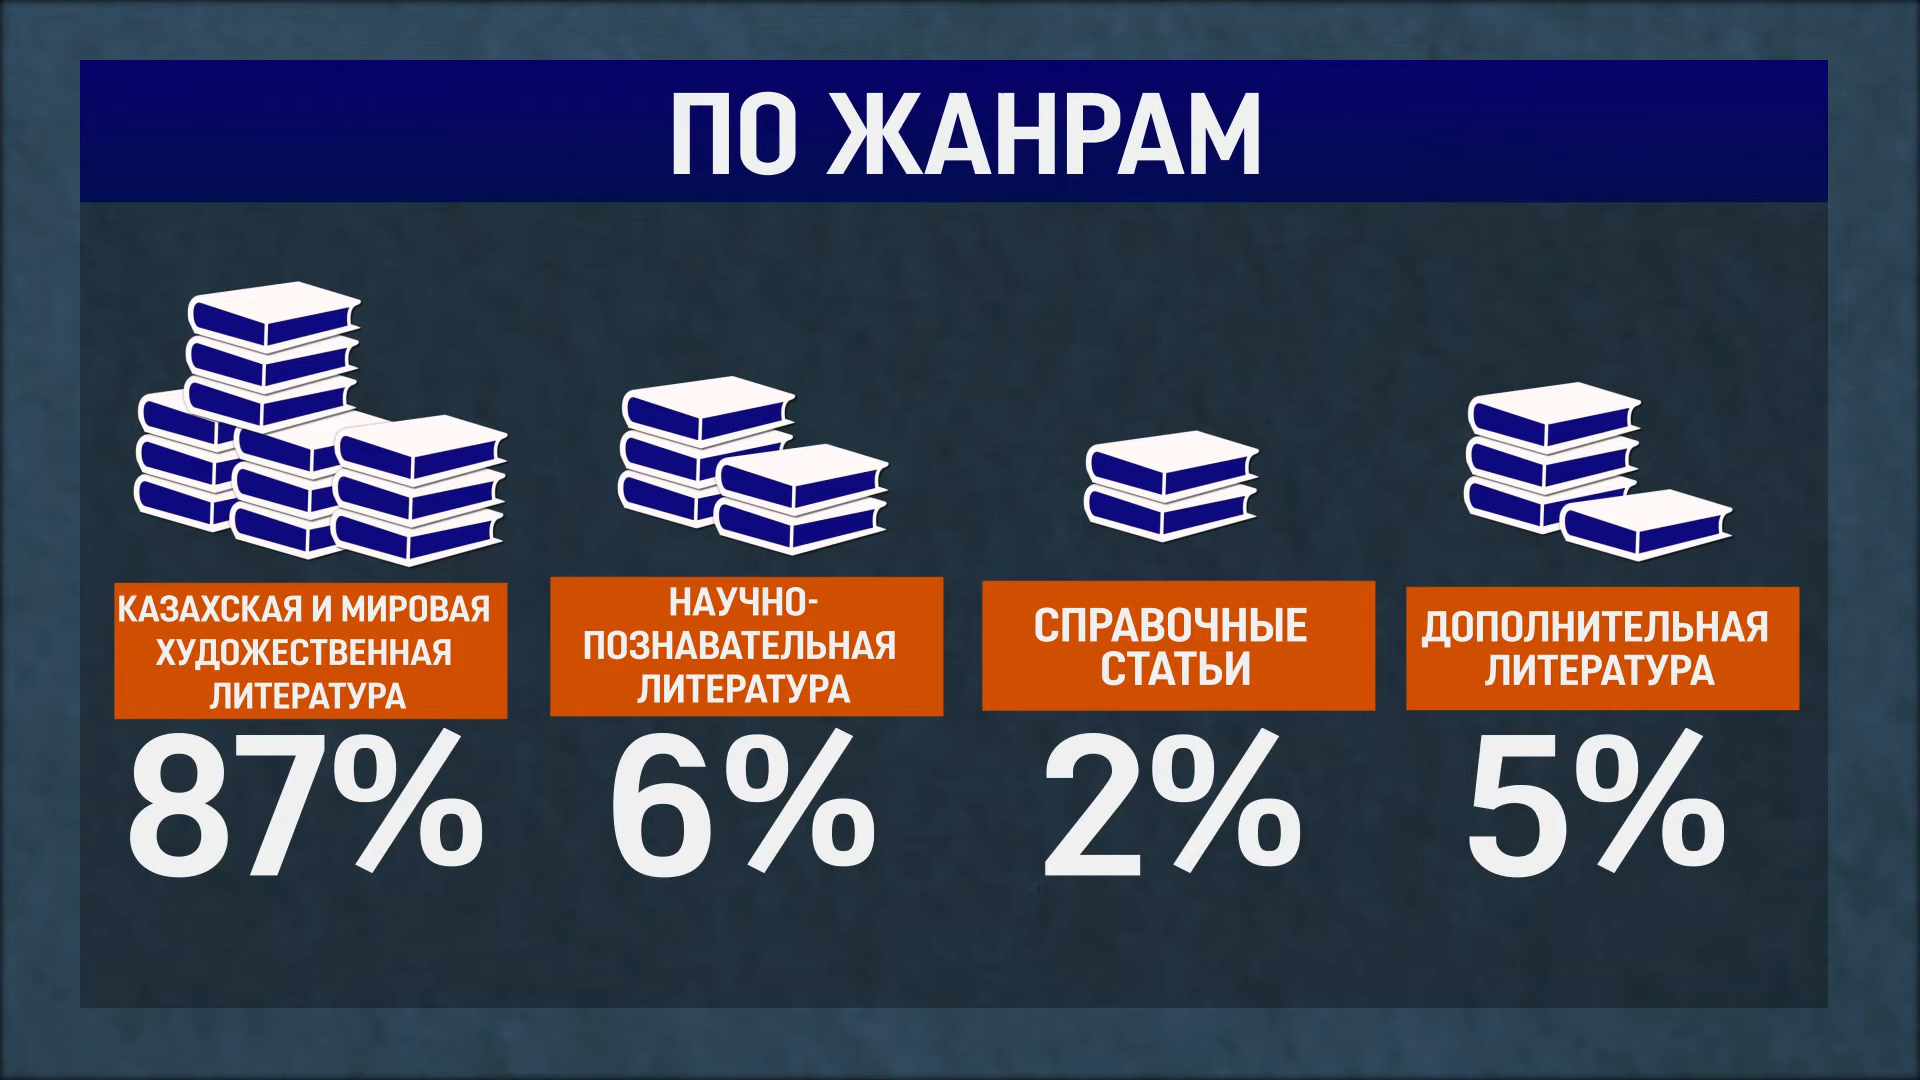 ПО ЖАНРАМ
КАЗАХСКАЯ И МИРОВАЯ
ХУДОЖЕСТВЕННАЯ
ЛИТЕРАТУРА
87%
НАУЧНО-
ПОЗНАВАТЕЛЬНАЯ
ЛИТЕРАТУРА
6%
СПРАВОЧНЫЕ
СТАТЬИ
2%
ДОПОЛНИТЕЛЬНАЯ
ЛИТЕРАТУРА
5%